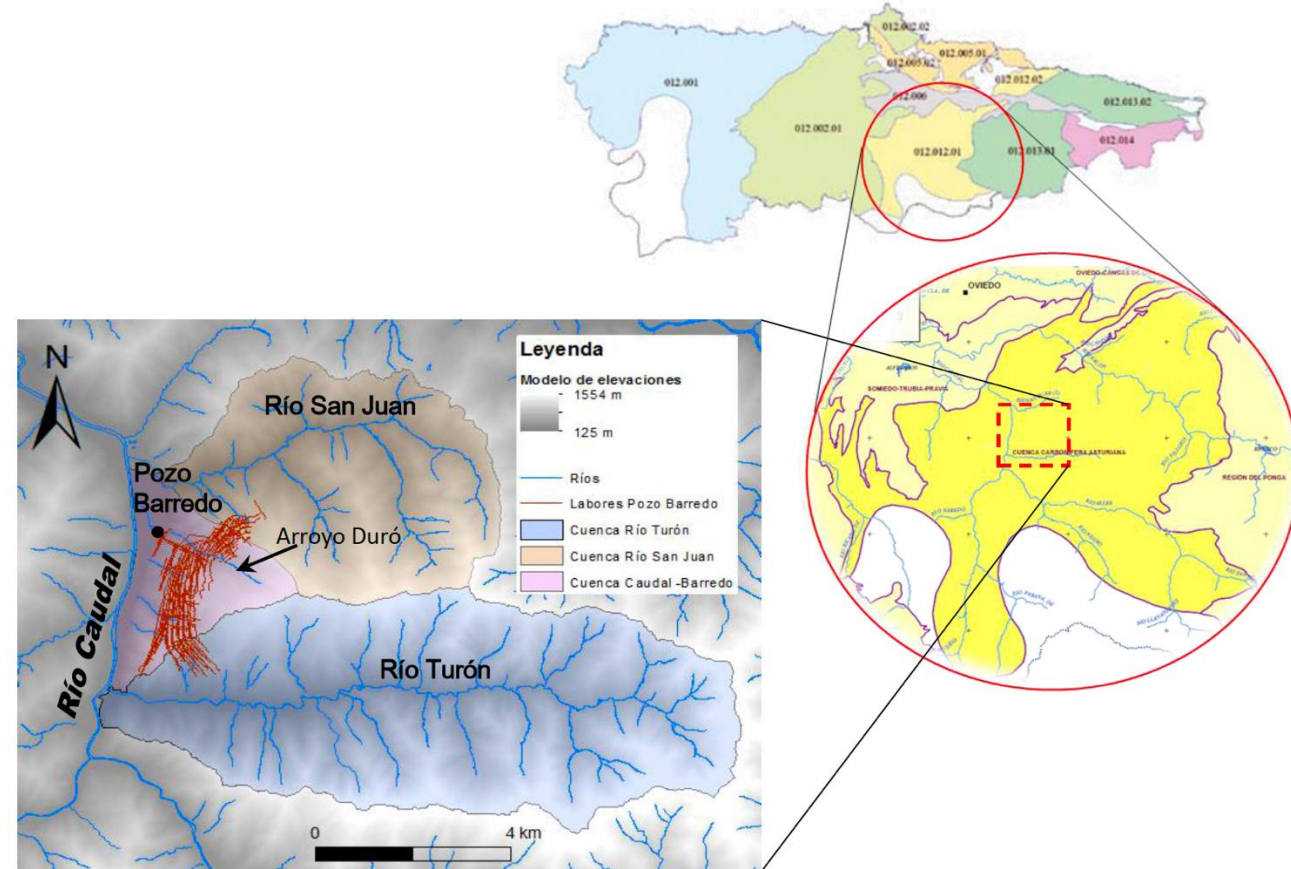 012.002.02
012.005.01
012.005.02
012.001
012.012.02
012.006
012.013.02
012.002.01
012.012.01
012.013.01
012.014
OVIEDO
SOMIEDO-TRUBIA-PRAVIA
CUENCA CARBONIFERA ASTURIANA
REGIÓN DEL PONGA
RIO ALLER
N
Río San Juan
Pozo
Barredo
Arroyo Duró
Río Caudal
Río Turón
0 4 km
Leyenda
Modelo de elevaciones
1554 m
125 m
Ríos
Labores Pozo Barredo
Cuenca Río Turón
Cuenca Río San Juan
Cuenca Caudal -Barredo